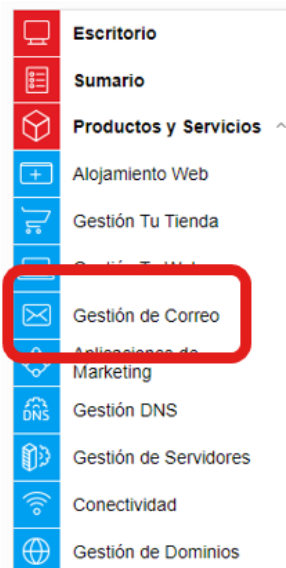 Escritorio
Sumario
Productos y Servicios
Alojamiento Web
Gestión Tu Tienda
Gestión de Correo
Aplicaciones de
Marketing
DNS
Gestión DNS
Gestión de Servidores
Conectividad
Gestión de Dominios